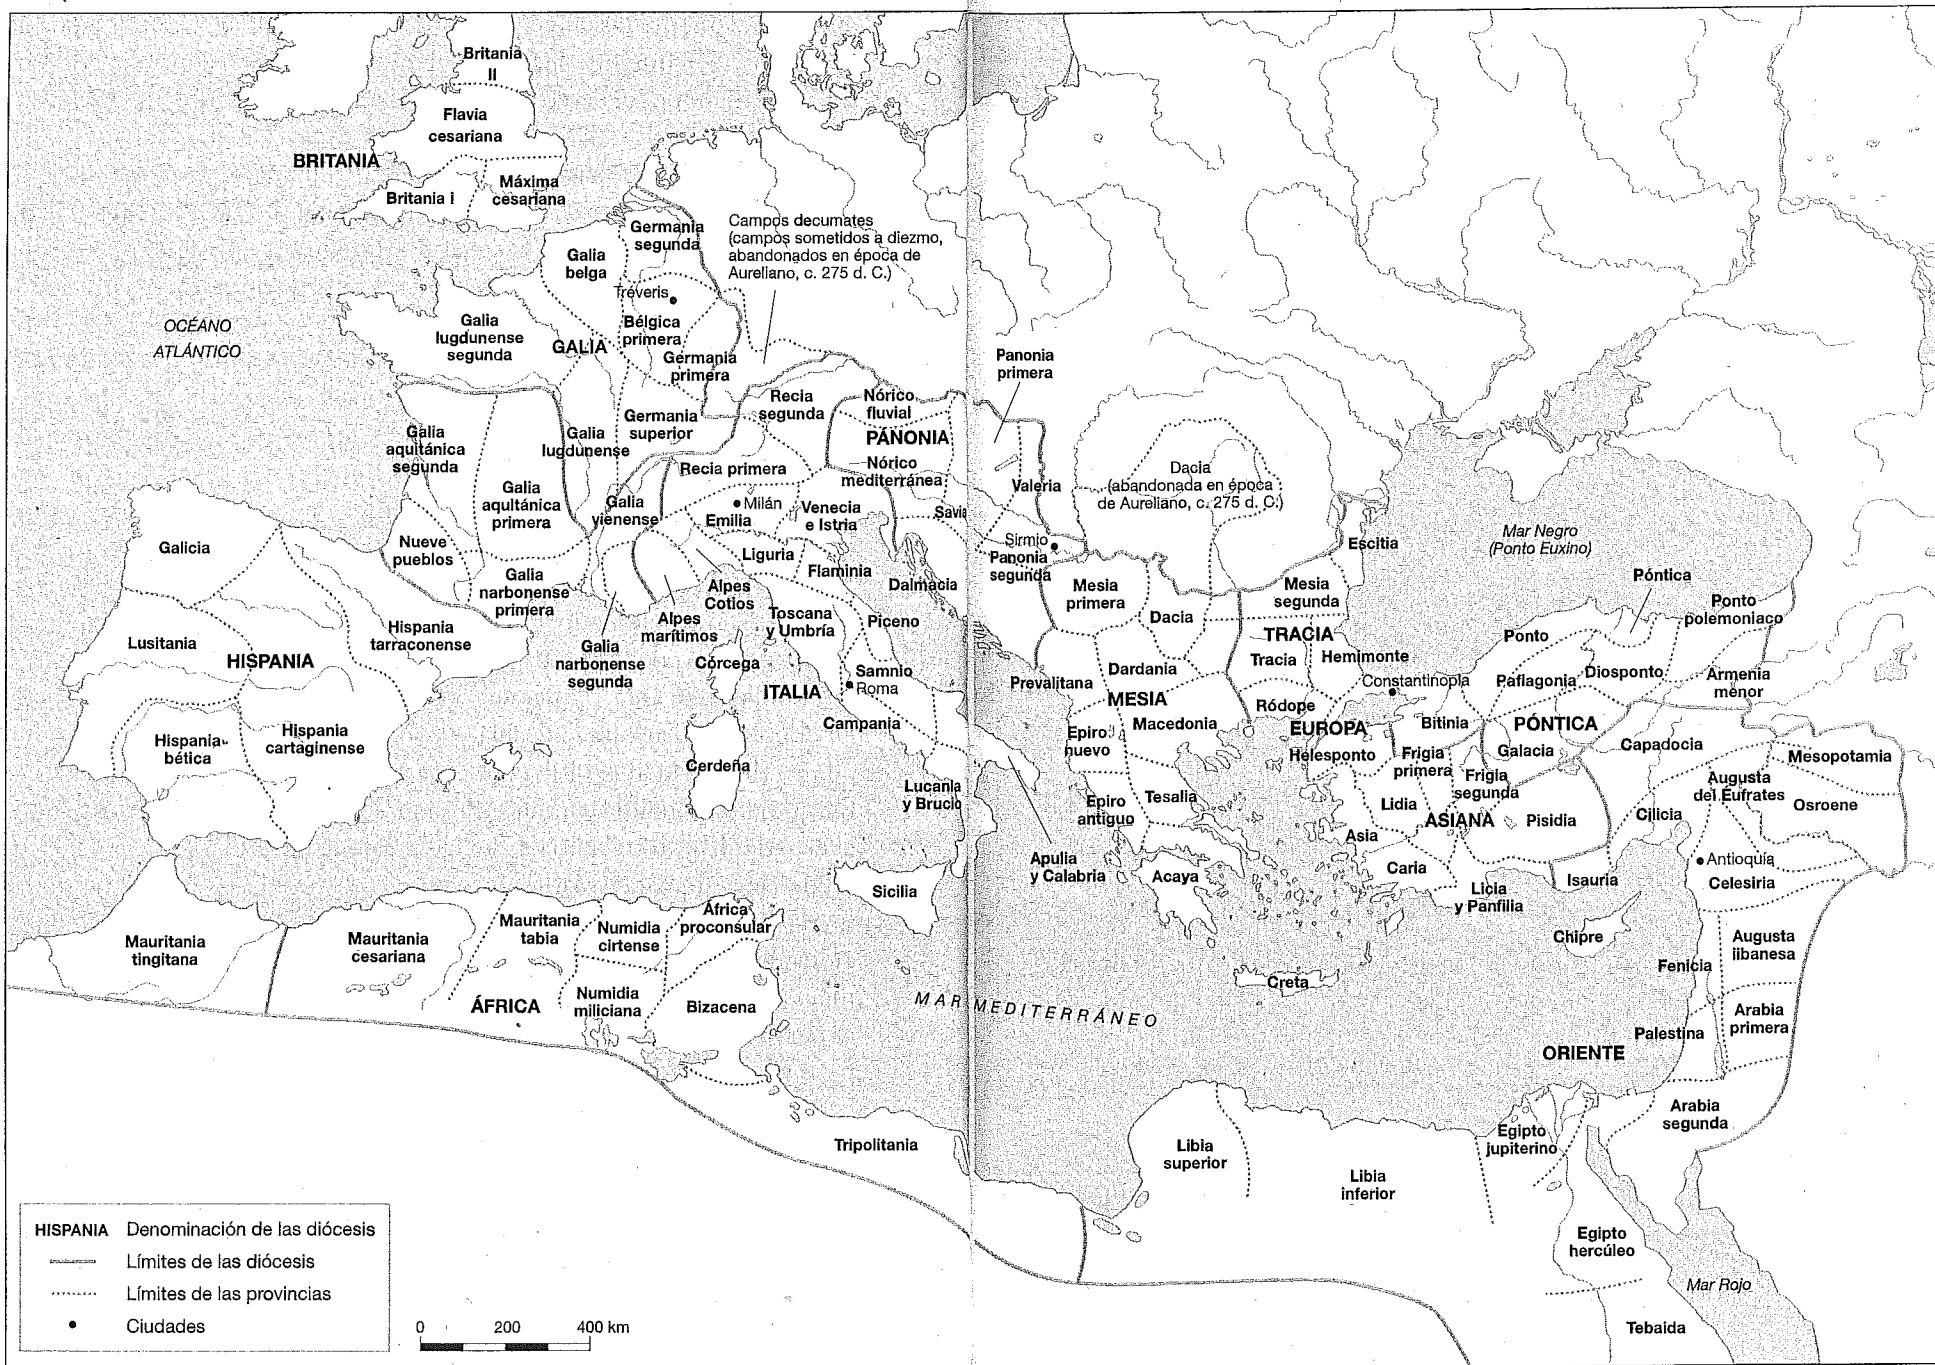 Britania
II
Flavia
cesariana
BRITANIA
Máxima
cesariana
Britania i
Germania
segunda
Campos decumates
(campos sometidos a diezmo,
abandonados en época de
Aureliano, c. 275 d. C.)
Galia
belga
Tréveris
OCÉANO
ATLÁNTICO
Galia
lugdunense
segunda
GALIA
Bélgica
primera
Germania
primera
Panonia
primera
Recia
segunda
Nórico
fluvial
Galia
aquitánica
segunda
Galia
lugdunense
Germania
superior
PANONIA
Recia primera
Nórico
mediterránea
Valeria
Dacia
(abandonada en época
de Aureliano, c. 275 d. C.)
Galia
aquitánica
primera
Galia
vienense
Milán
Emilia
Venecia
e Istria
Savia
Mar Negro
(Ponto Euxino)
Galicia
Nueve
pueblos
Liguria
Flaminia
Sirmio
Panonia
segunda
Escitia
Galia
narbonense
primera
Alpes
Cotios
Dalmacia
Mesia
primera
Dacia
Mesia
segunda
Póntica
Ponto
polemoniaco
Lusitania
HISPANIA
Hispania
tarraconense
Galia
narbonense
segunda
Alpes
marítimos
Toscana
y Umbría
Piceno
TRACIA
Tracia
Hemimonte
Ponto
Córcega
ITALIA
Samnio
Roma
Prevalitana
Dardania
Constantinopla
Paflagonia
Diosponto
Armenia
menor
MESIA
Ródope
Campania
Epiro
nuevo
Macedonia
EUROPA
Helesponto
Bitinia
PÓNTICA
Galacia
Capadocia
Mesopotamia
Hispania
bética
Hispania
cartaginense
Cerdeña
Lucania
y Brucio
Frigia
primera
Frigia
segunda
Augusta
del Éufrates
Osroene
Epiro
antiguo
Tesalia
Lidia
ASIANA
Pisidia
Cilicia
Asia
Apulia
y Calabria
Acaya
Caria
Licia
y Panfilia
Isauria
Antioquía
Celesiria
Sicilia
Mauritania
tingitana
Mauritania
cesariana
Mauritania
tabia
Numidia
cirtense
África
proconsular
Chipre
Augusta
libanesa
Fenicia
Creta
ÁFRICA
Numidia
miliciana
Bizacena
MAR MEDITERRÁNEO
Arabia
primera
Palestina
ORIENTE
Tripolitania
Libia
superior
Libia
inferior
Egipto
jupiterino
Arabia
segunda
Egipto
hercúleo
Mar Rojo
Tebaida
HISPANIA Denominación de las diócesis
Límites de las diócesis
Límites de las provincias
Ciudades
0 200 400 km